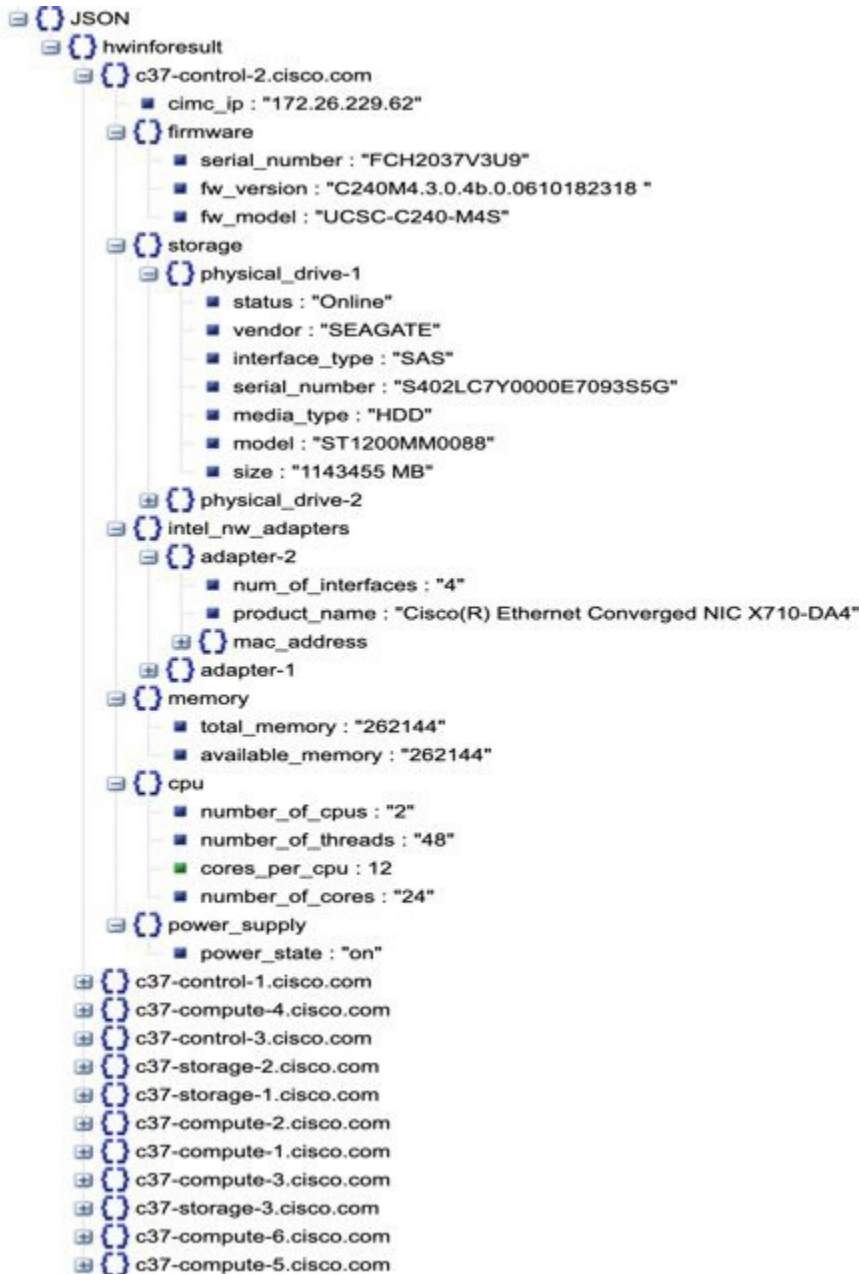 {} JSON
{} hwinforesult
{} c37-control-2.cisco.com
cimc_ip : "172.26.229.62"
{} firmware
serial_number : "FCH2037V3U9"
fw_version : "C240M4.3.0.4b.0.0610182318 "
fw_model : "UCSC-C240-M4S"
{} storage
{} physical_drive-1
status : "Online"
vendor : "SEAGATE"
interface_type : "SAS"
serial_number : "S402LC7Y0000E7093S5G"
media_type : "HDD"
model : "ST1200MM0088"
size : "1143455 MB"
{} physical_drive-2
{} intel_nw_adapters
{} adapter-2
num_of_interfaces : "4"
product_name : "Cisco(R) Ethernet Converged NIC X710-DA4"
{} mac_address
{} adapter-1
{} memory
total_memory : "262144"
available_memory : "262144"
{} cpu
number_of_cpus : "2"
number_of_threads : "48"
cores_per_cpu : 12
number_of_cores : "24"
{} power_supply
power_state : "on"
{} c37-control-1.cisco.com
{} c37-compute-4.cisco.com
{} c37-control-3.cisco.com
{} c37-storage-2.cisco.com
{} c37-storage-1.cisco.com
{} c37-compute-2.cisco.com
{} c37-compute-1.cisco.com
{} c37-compute-3.cisco.com
{} c37-storage-3.cisco.com
{} c37-compute-6.cisco.com
{} c37-compute-5.cisco.com